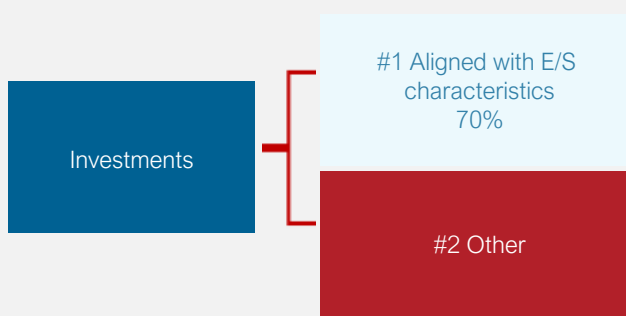 Investments
#1 Aligned with E/S
characteristics
70%
#2 Other